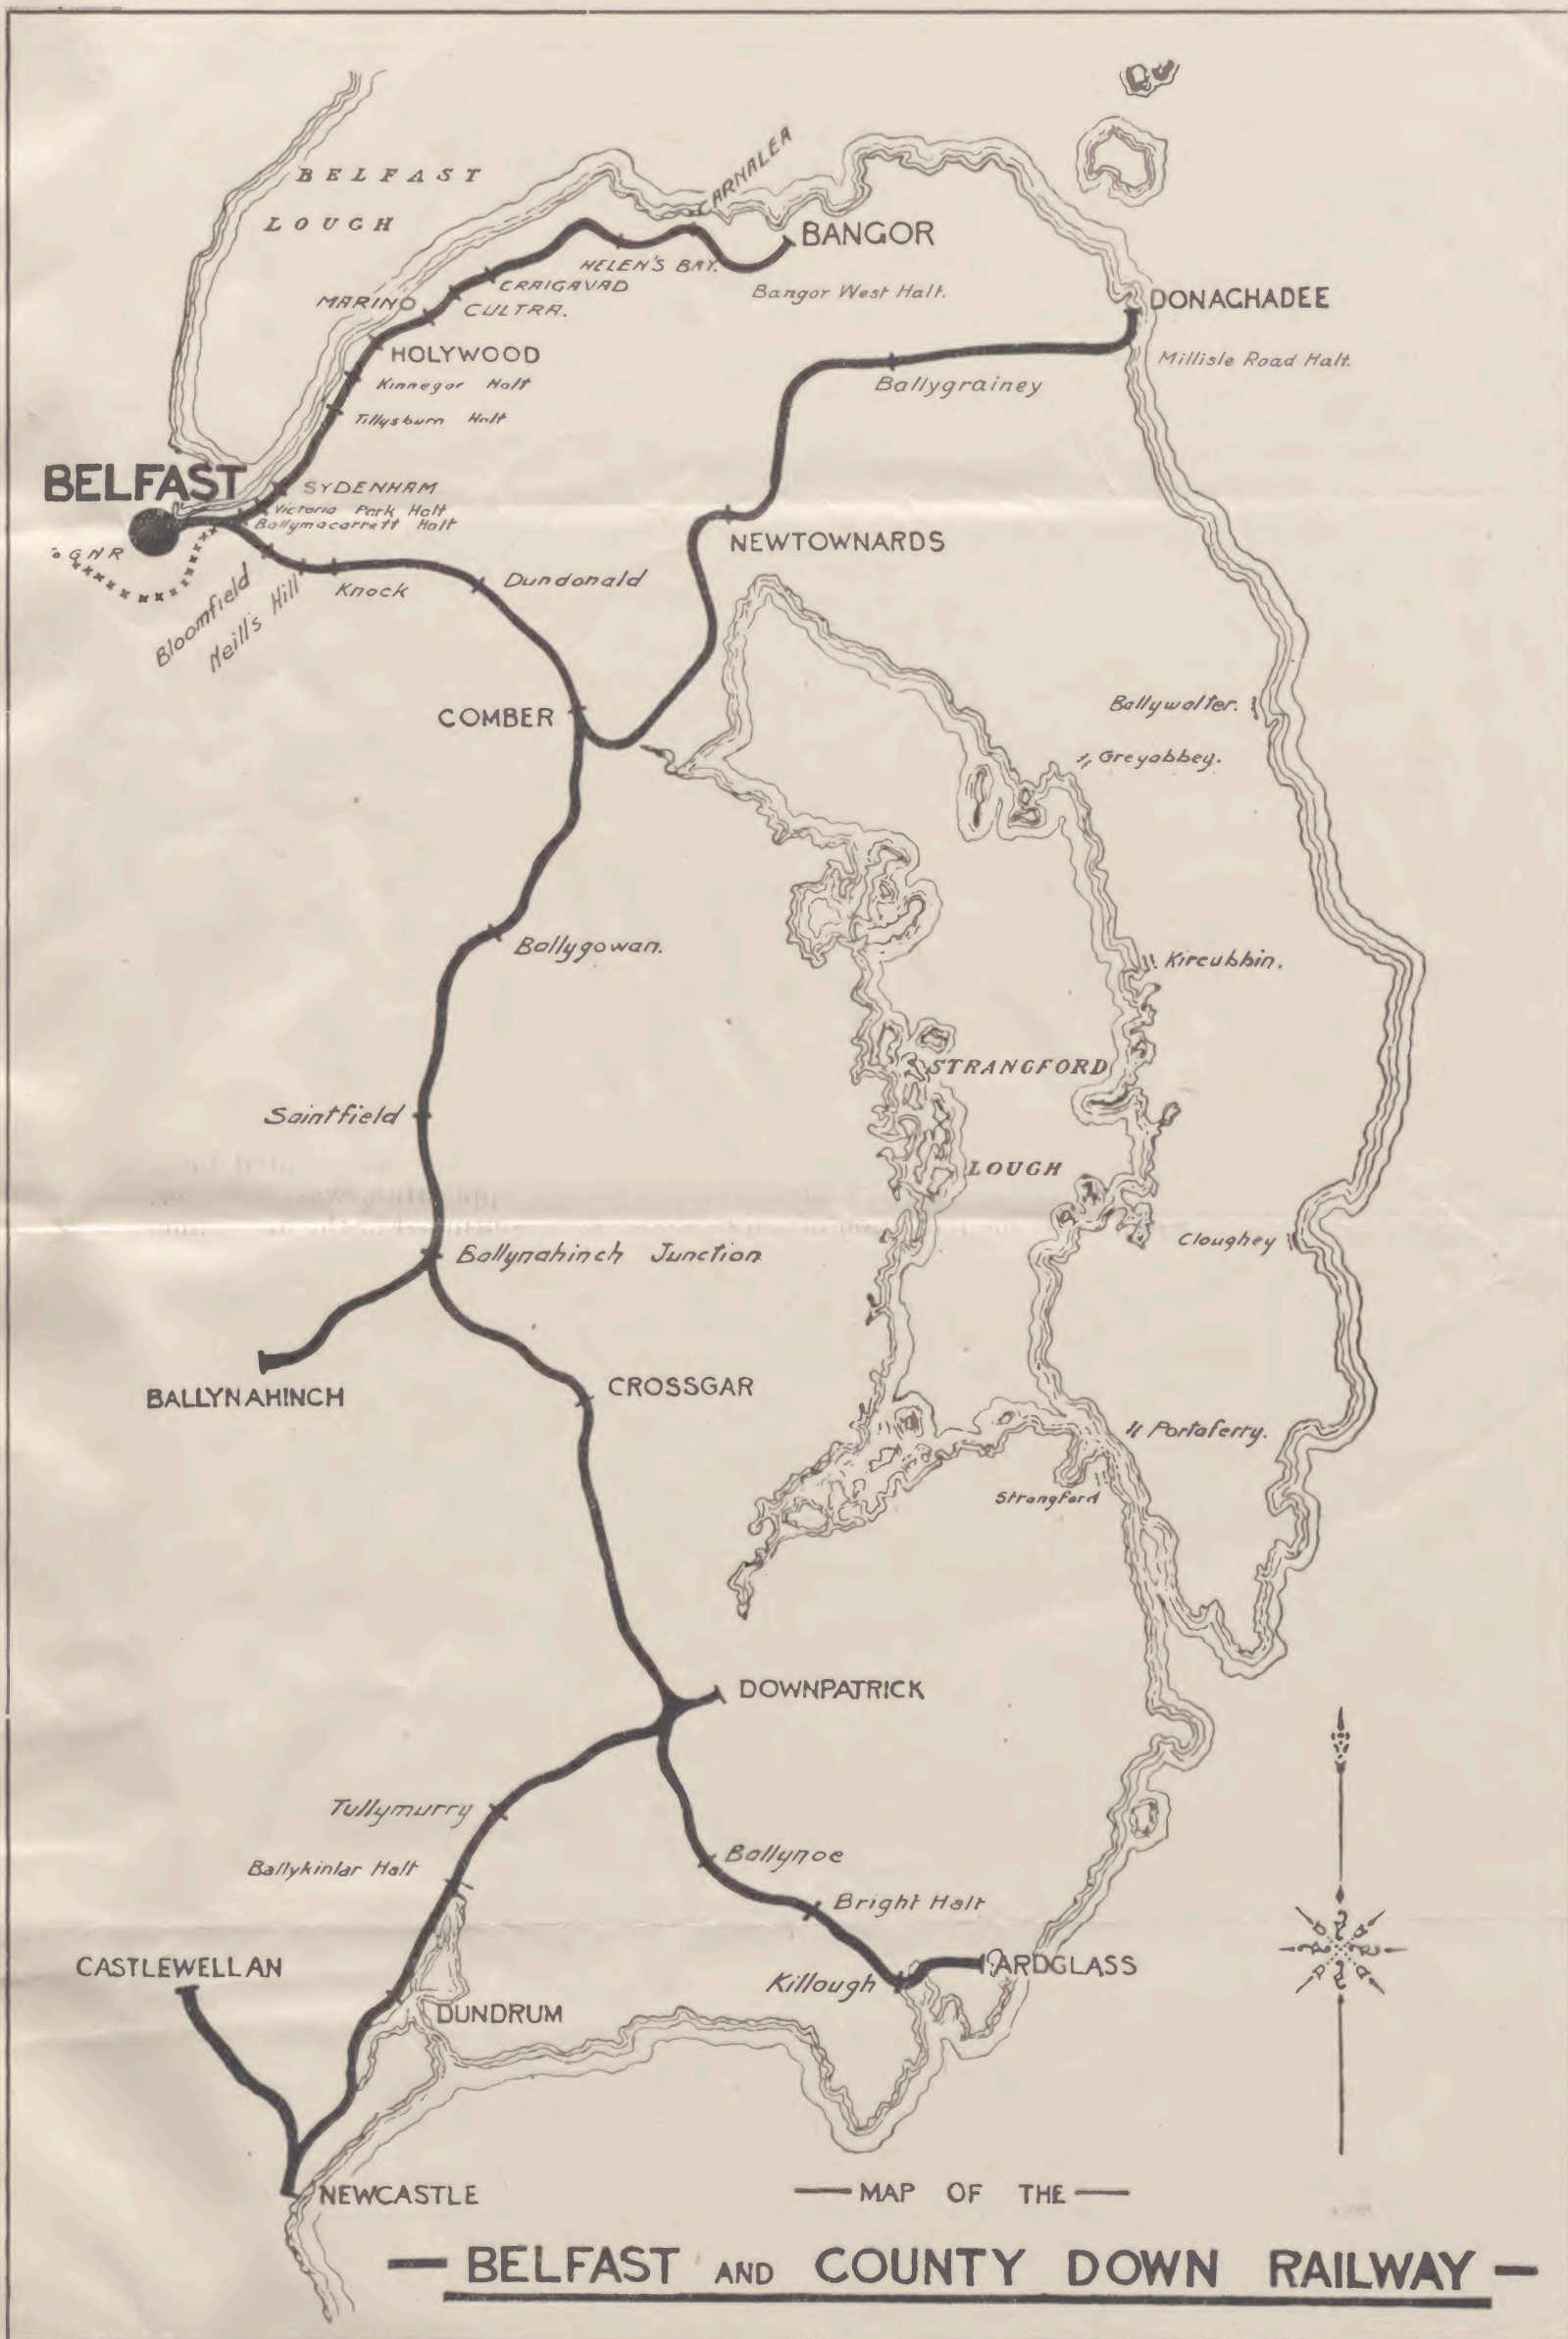 BELFAST
LOUGH
CARNALEA
BANGOR
HELEN'S BAY.
CRAIGAVAD
Bangor West Halt.
MARINO
CULTRA.
DONAGHADEE
HOLYWOOD
Millisle Road Halt.
Kinnegar Halt
Ballygrainey
Tillysburn Halt
BELFAST
SYDENHAM
Victoria Park Halt
Ballymacarrett Halt
G N R
NEWTOWNARDS
Bloomfield
Neill's Hill
Knock
Dundonald
COMBER
Ballywalter.
Greyabbey.
Ballygowan.
Kircubbin.
STRANGFORD
Saintfield
LOUGH
Cloughey
Ballynahinch Junction
BALLYNAHINCH
CROSSGAR
Portaferry.
Strangford
DOWNPATRICK
Tullymurry
Ballynoe
Ballykinlar Halt
Bright Halt
CASTLEWELLAN
ARDGLASS
Killough
DUNDRUM
NEWCASTLE
— MAP OF THE —
— BELFAST AND COUNTY DOWN RAILWAY —